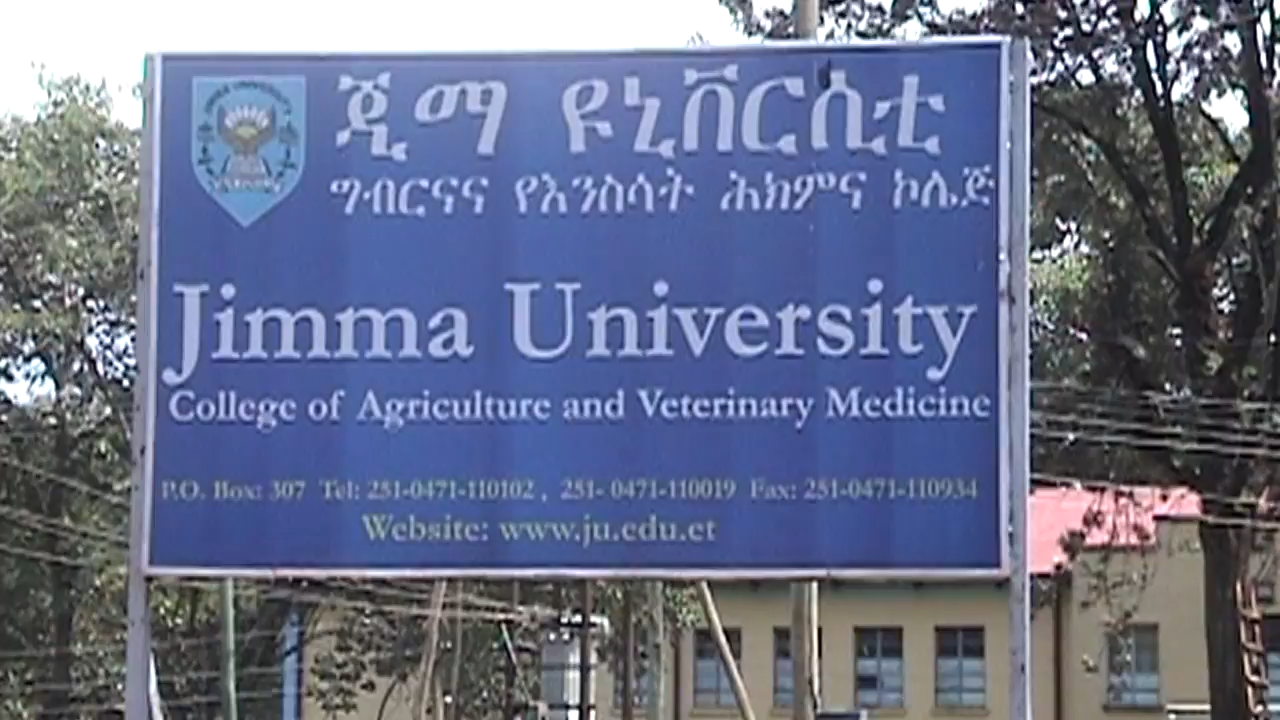 ጂማ ዩኒቨርሲቲ
ግብርናና የእንስሳት ሕክምና ኮሌጅ
Jimma University
College of Agriculture and Veterinary Medicine
P.O. Box: 307 Tel: 251-0471-110102 , 251- 0471-110019 Fax: 251-0471-110934
Website: www.ju.edu.et